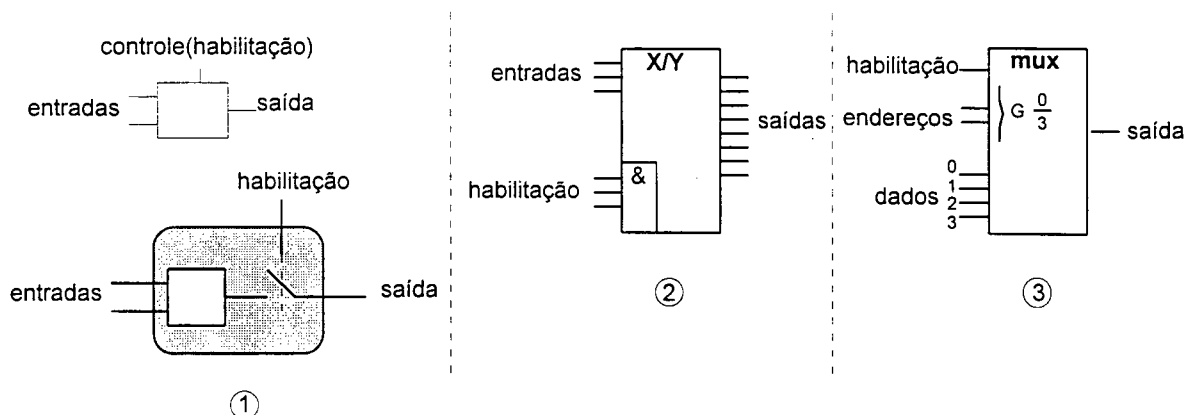 controle(habilitação)
entradas
saída
habilitação
entradas
saída
1
X/Y
entradas
saídas
&
habilitação
2
mux
habilitação
endereços
G 0
3
saída
dados
0
1
2
3
3